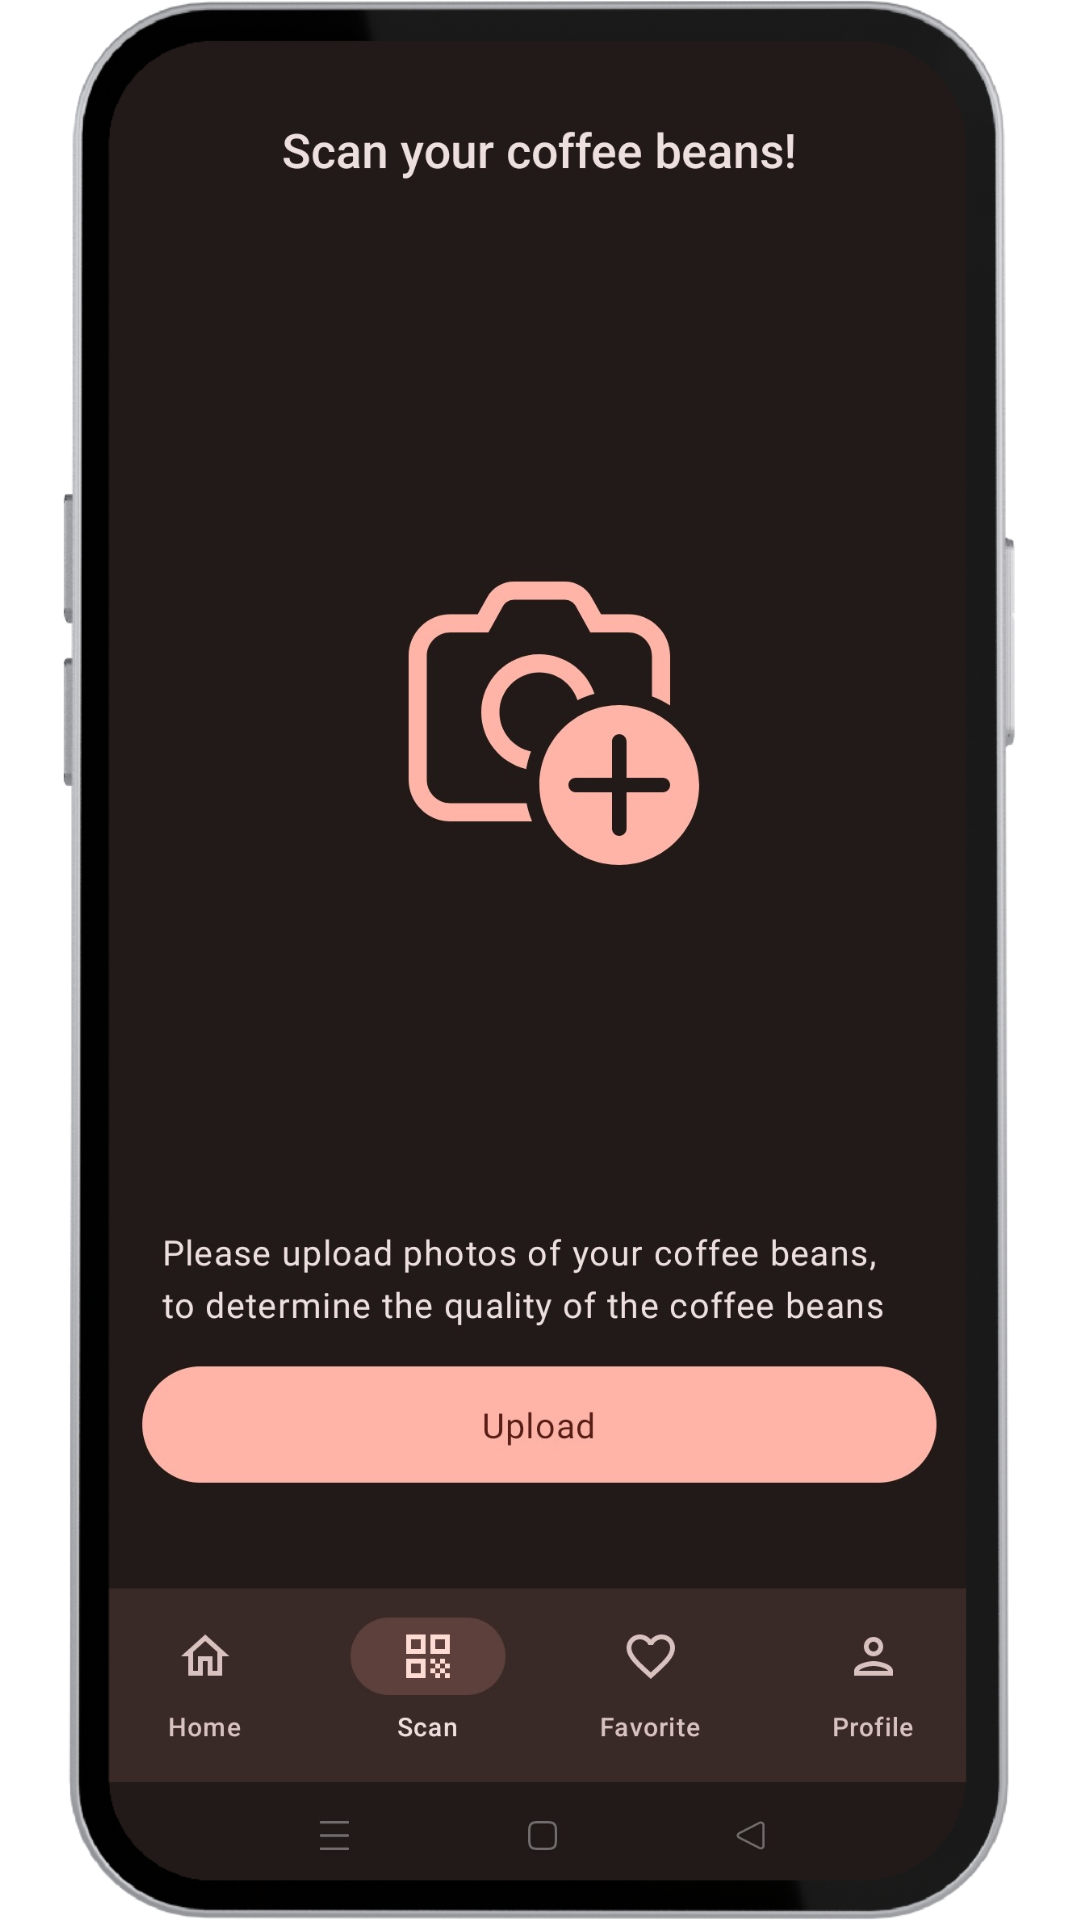 Scan your coffee beans!
Please upload photos of your coffee beans,
to determine the quality of the coffee beans
Upload
Home
Scan
Favorite
Profile